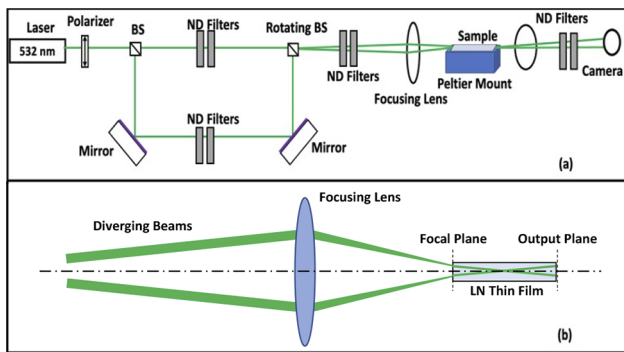 Laser
532 nm
Polarizer
BS
ND Filters
Rotating BS
ND Filters
Focusing Lens
Sample
Peltier Mount
ND Filters
Camera
Mirror
ND Filters
Mirror
(a)
Focusing Lens
Diverging Beams
Focal Plane
Output Plane
LN Thin Film
(b)